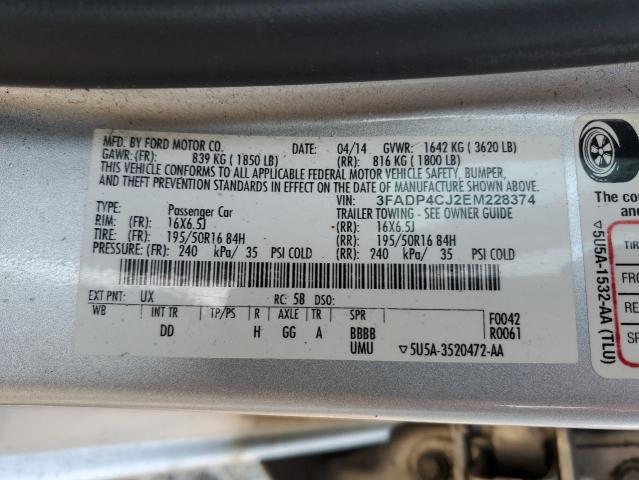 MFD. BY FORD MOTOR CO. DATE: 04/14 GVWR: 1642 KG ( 3620 LB)
GAWR: (FR): 839 KG ( 1850 LB) (RR): 816 KG ( 1800 LB)
THIS VEHICLE CONFORMS TO ALL APPLICABLE FEDERAL MOTOR VEHICLE SAFETY, BUMPER,
AND THEFT PREVENTION STANDARDS IN EFFECT ON THE DATE OF MANUFACTURE SHOWN ABOVE.
VIN: 3FADP4CJ2EM228374
TYPE: Passenger Car TRAILER TOWING - SEE OWNER GUIDE
RIM: (FR): 16X6.5J (RR): 16X6.5J
TIRE: (FR): 195/50R16 84H (RR): 195/50R16 84H
PRESSURE: (FR): 240 kPa/ 35 PSI COLD (RR): 240 kPa/ 35 PSI COLD
EXT PNT: UX RC: 58 DSO:
WB INT TR TP/PS R AXLE TR SPR F0042
DD H GG A BBBB R0061
UMU ▽5U5A-3520472-AA
The co
and
▽5U5A-1532-AA (TLU)
TIR
FRO
RE
SP